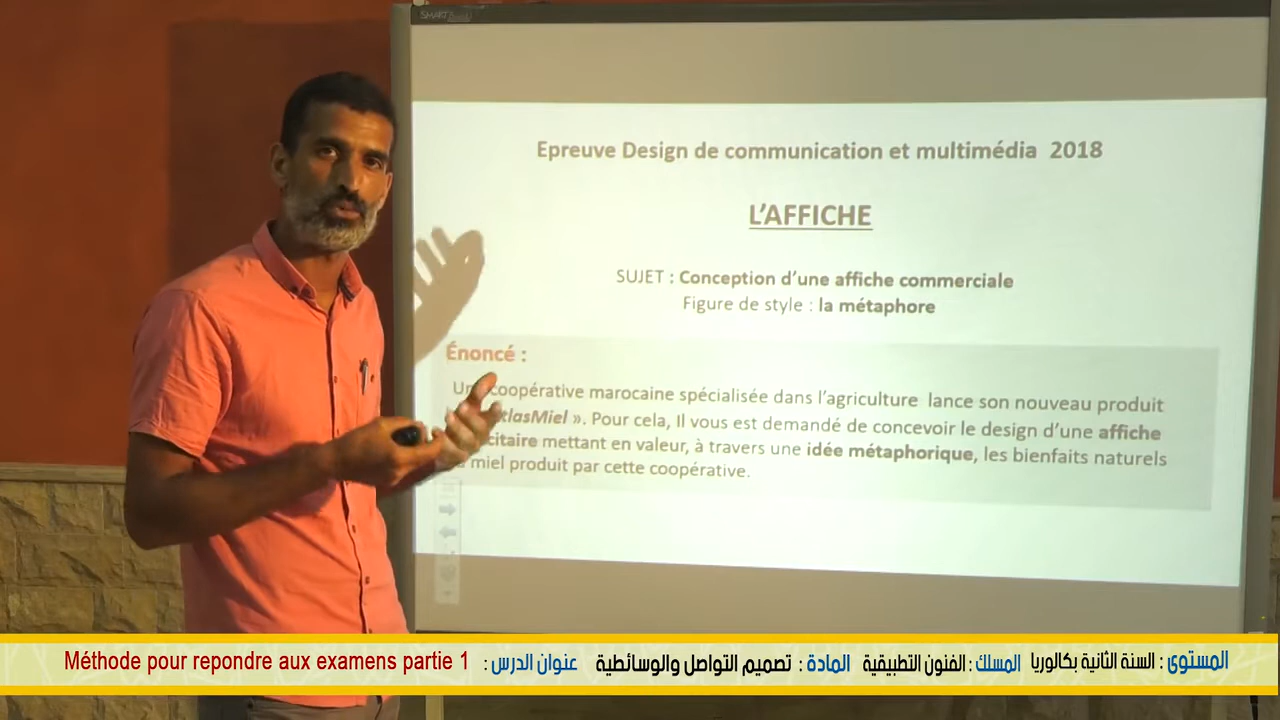 SMART
Epreuve Design de communication et multimédia 2018
L'AFFICHE
SUJET : Conception d'une affiche commerciale
Figure de style : la métaphore
Énoncé :
coopérative marocaine spécialisée dans l'agriculture lance son nouveau produit
». Pour cela, Il vous est demandé de concevoir le design d'une affiche
mettant en valeur, à travers une idée métaphorique, les bienfaits naturels
miel produit par cette coopérative.
المستوى : السنة الثانية بكالوريا المسلك : الفنون التطبيقية المادة : تصميم التواصل والوسائطية عنوان الدرس : Méthode pour repondre aux examens partie 1